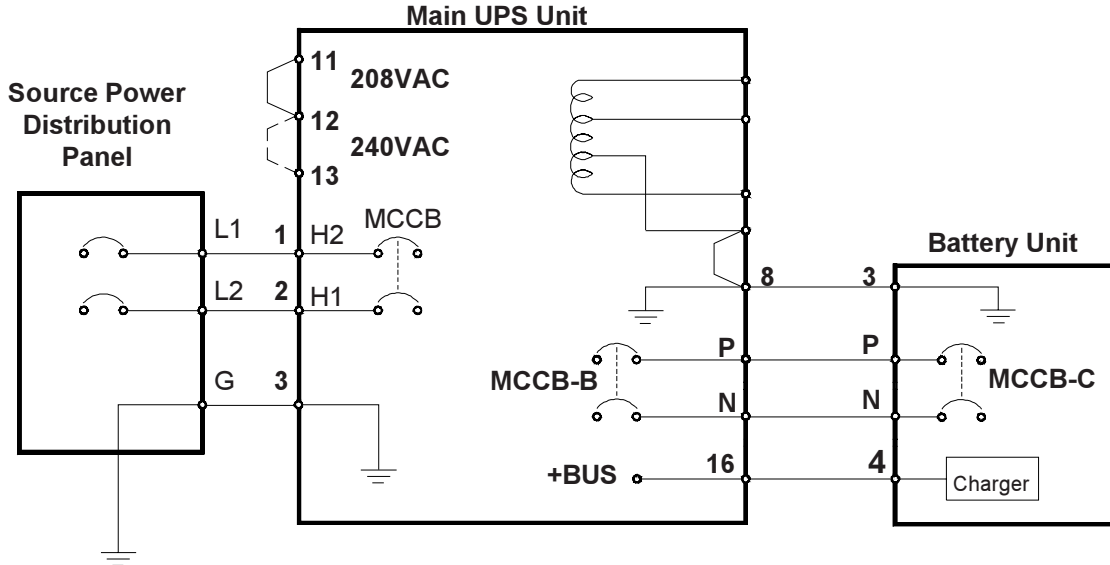 Main UPS Unit
11
208VAC
12
240VAC
13
Source Power
Distribution
Panel
L1
1
H2
MCCB
L2
2
H1
G
3
Battery Unit
8
3
P
P
MCCB-B
MCCB-C
N
N
+BUS
16
4
Charger